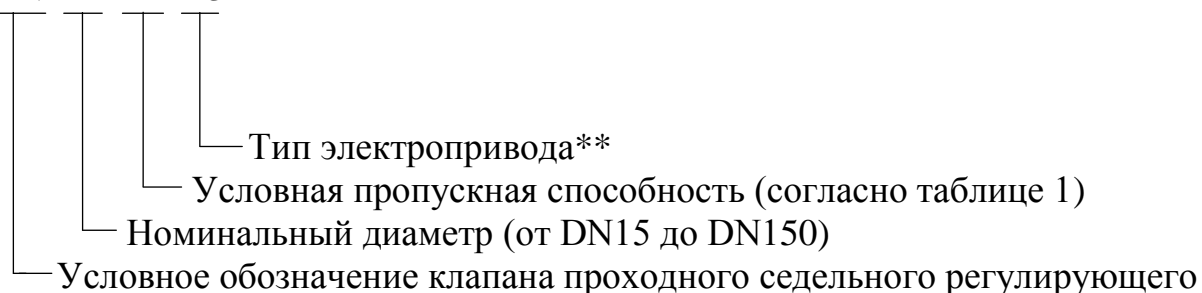 Тип электропривода**
Условная пропускная способность (согласно таблице 1)
Номинальный диаметр (от DN15 до DN150)
Условное обозначение клапана проходного седельного регулирующего